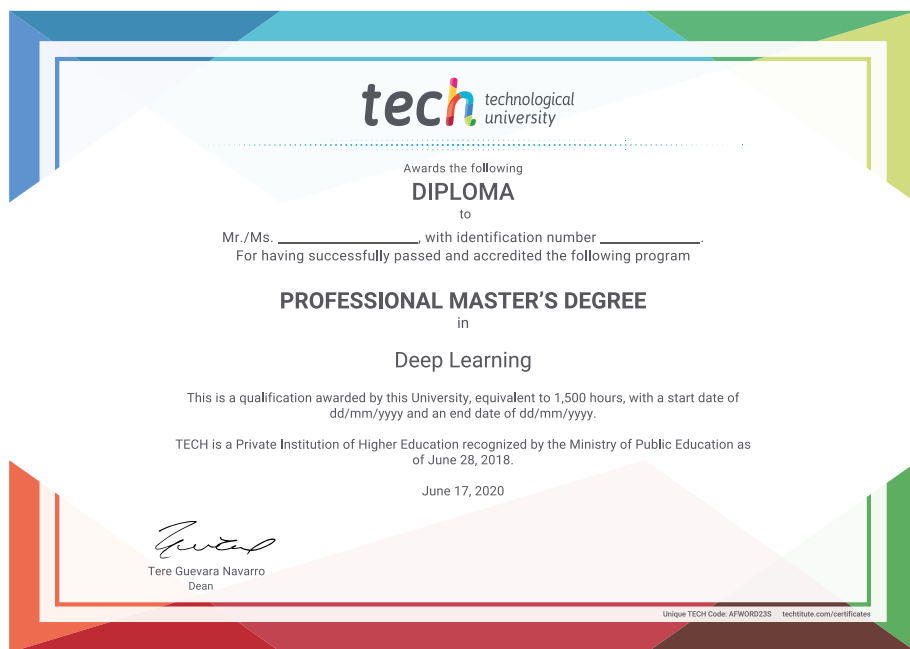 tech technological
university
Awards the following
DIPLOMA
to
Mr./Ms. ____________, with identification number ____________.
For having successfully passed and accredited the following program
PROFESSIONAL MASTER'S DEGREE
in
Deep Learning
This is a qualification awarded by this University, equivalent to 1,500 hours, with a start date of
dd/mm/yyyy and an end date of dd/mm/yyyy.
TECH is a Private Institution of Higher Education recognized by the Ministry of Public Education as
of June 28, 2018.
June 17, 2020
Tere Guevara Navarro
Dean
Unique TECH Code: AFWORD23S techtitute.com/certificates